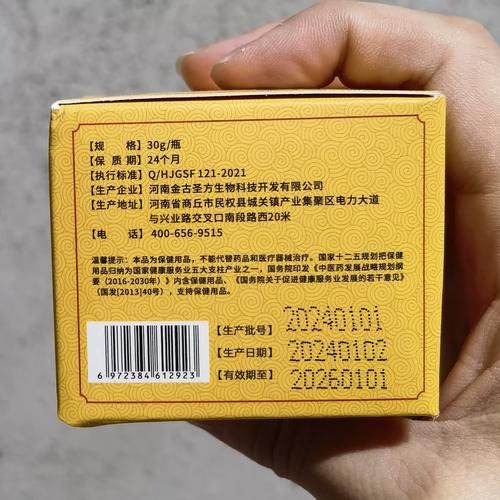 【规　　格】30g/瓶
【保 质 期】24个月
【执行标准】Q/HJGSF 121-2021
【生产企业】河南金古圣方生物科技开发有限公司
【生产地址】河南省商丘市民权县城关镇产业集聚区电力大道
与兴业路交叉口南段路西20米
【电　　话】400-656-9515
温馨提示：本品为保健用品，不能代替药品和医疗器械治疗。国家十二五规划把保健
用品归纳为国家健康服务业五大支柱产业之一，国务院印发《中医药发展战略规划纲
要（2016-2030年）》内含保健用品、《国务院关于促进健康服务业发展的若干意见》
（国发[2013]40号），支持保健用品。
【生产批号】20240101
【生产日期】20240102
【有效期至】20260101
6 972384 612923